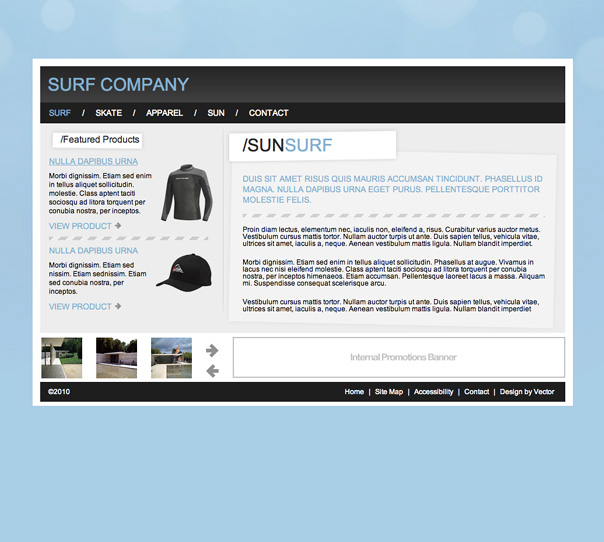 SURF COMPANY
SURF / SKATE / APPAREL / SUN / CONTACT
/Featured Products
NULLA DAPIBUS URNA
Morbi dignissim. Etiam sed enim
in tellus aliquet sollicitudin.
molestie. Class aptent taciti
sociosqu ad litora torquent per
conubia nostra, per inceptos.
VIEW PRODUCT
NULLA DAPIBUS URNA
Morbi dignissim. Etiam sed
nissim. Etiam sednissim. Etiam
sed conubia nostra, per
inceptos.
VIEW PRODUCT
/SUNSURF
DUIS SIT AMET RISUS QUIS MAURIS ACCUMSAN TINCIDUNT. PHASELLUS ID
MAGNA. NULLA DAPIBUS URNA EGET PURUS. PELLENTESQUE PORTTITOR
MOLESTIE FELIS.
Proin diam lectus, elementum nec, iaculis non, eleifend a, risus. Curabitur varius auctor metus.
Vestibulum cursus mattis tortor. Nullam auctor turpis ut ante. Duis sapien tellus, vehicula vitae,
ultrices sit amet, iaculis a, neque. Aenean vestibulum mattis ligula. Nullam blandit imperdiet.
Morbi dignissim. Etiam sed enim in tellus aliquet sollicitudin. Phasellus at augue. Vivamus in
lacus nec nisi eleifend molestie. Class aptent taciti sociosqu ad litora torquent per conubia
nostra, per inceptos himenaeos. Etiam accumsan. Pellentesque laoreet lacus a massa. Aliquam
mi. Suspendisse consequat scelerisque arcu.
Vestibulum cursus mattis tortor. Nullam auctor turpis ut ante. Duis sapien tellus, vehicula vitae,
ultrices sit amet, iaculis a, neque. Aenean vestibulum mattis ligula. Nullam blandit imperdiet
Internal Promotions Banner
©2010
Home | Site Map | Accessibility | Contact | Design by Vector